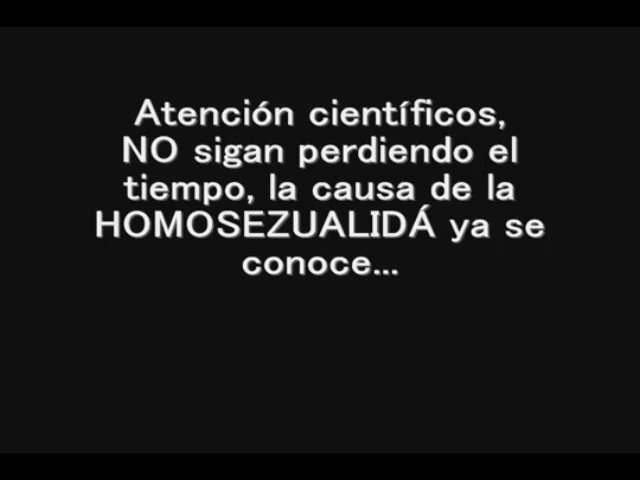 Atención científicos,
NO sigan perdiendo el
tiempo, la causa de la
HOMOSEZUALIDÁ ya se
conoce...